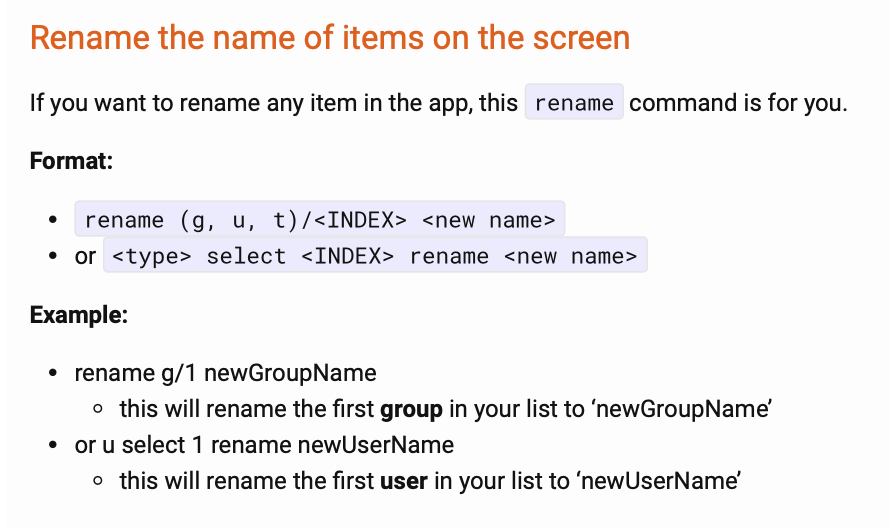 Rename the name of items on the screen
If you want to rename any item in the app, this rename command is for you.
Format:
• rename (g, u, t)/<INDEX> <new name>
• or <type> select <INDEX> rename <new name>
Example:
• rename g/1 newGroupName
○ this will rename the first group in your list to ‘newGroupName’
• or u select 1 rename newUserName
○ this will rename the first user in your list to ‘newUserName’